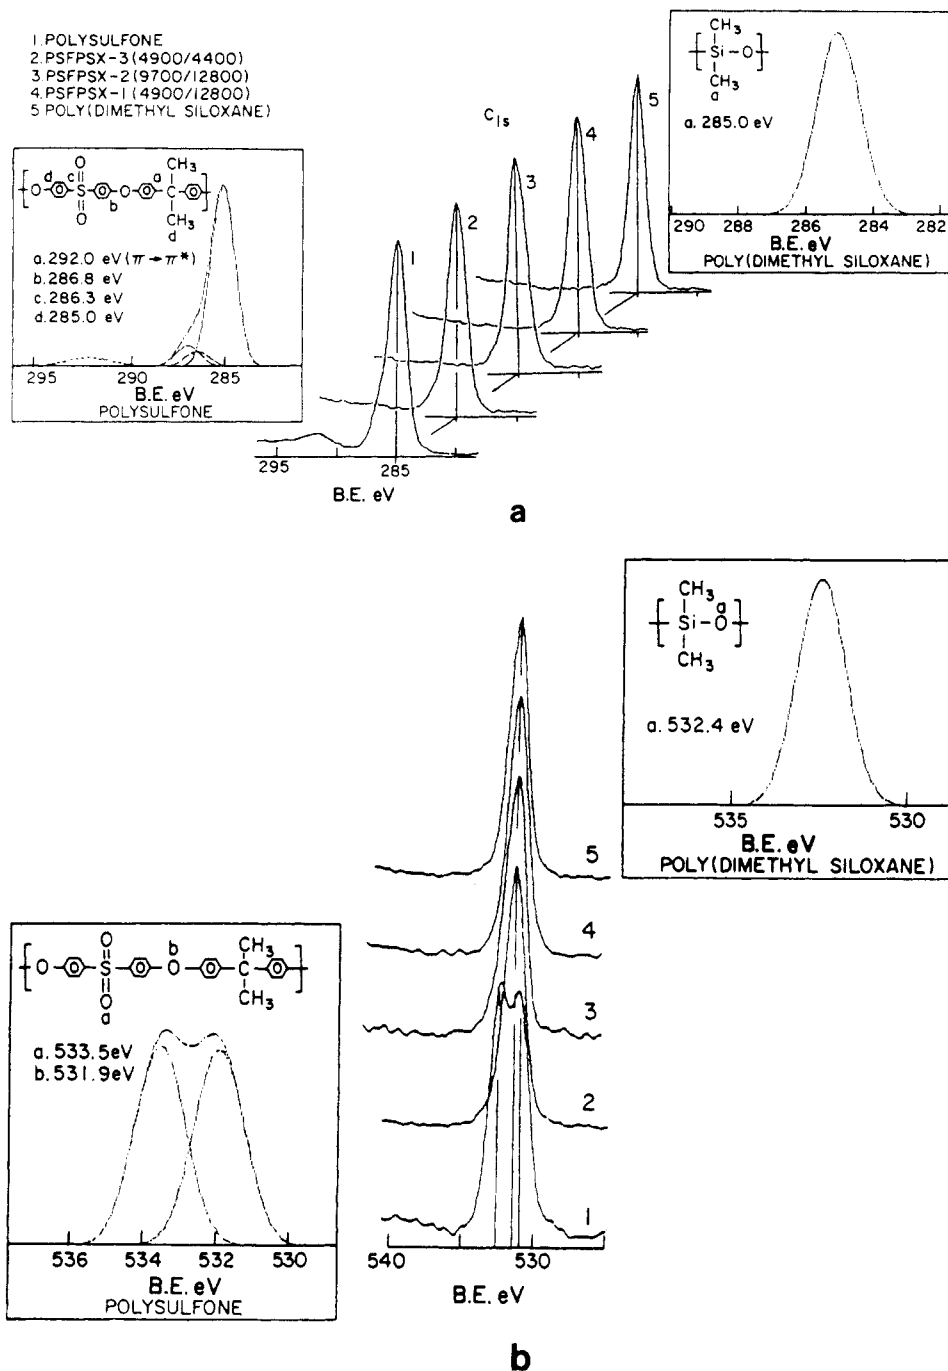 1. POLYSULFONE
2. PSFPSX-3 (4900/4400)
3. PSFPSX-2 (9700/12800)
4. PSFPSX-1 (4900/12800)
5 POLY(DIMETHYL SILOXANE)
CH3
Si-O
CH3
a
a. 285.0 eV
290 288 286 284 282
B.E. eV
POLY(DIMETHYL SILOXANE)
C1s
1
2
3
4
5
295 285
B.E. eV
d c a CH3
O S O O C
O b CH3
d
a. 292.0 eV (π→π*)
b. 286.8 eV
c. 286.3 eV
d. 285.0 eV
295 290 285
B.E. eV
POLYSULFONE
a
CH3
a
Si-O
CH3
a. 532.4 eV
535 530
B.E. eV
POLY(DIMETHYL SILOXANE)
5
4
3
2
1
540 530
B.E. eV
O b CH3
O S O C
O CH3
a
a. 533.5eV
b. 531.9eV
536 534 532 530
B.E. eV
POLYSULFONE
b